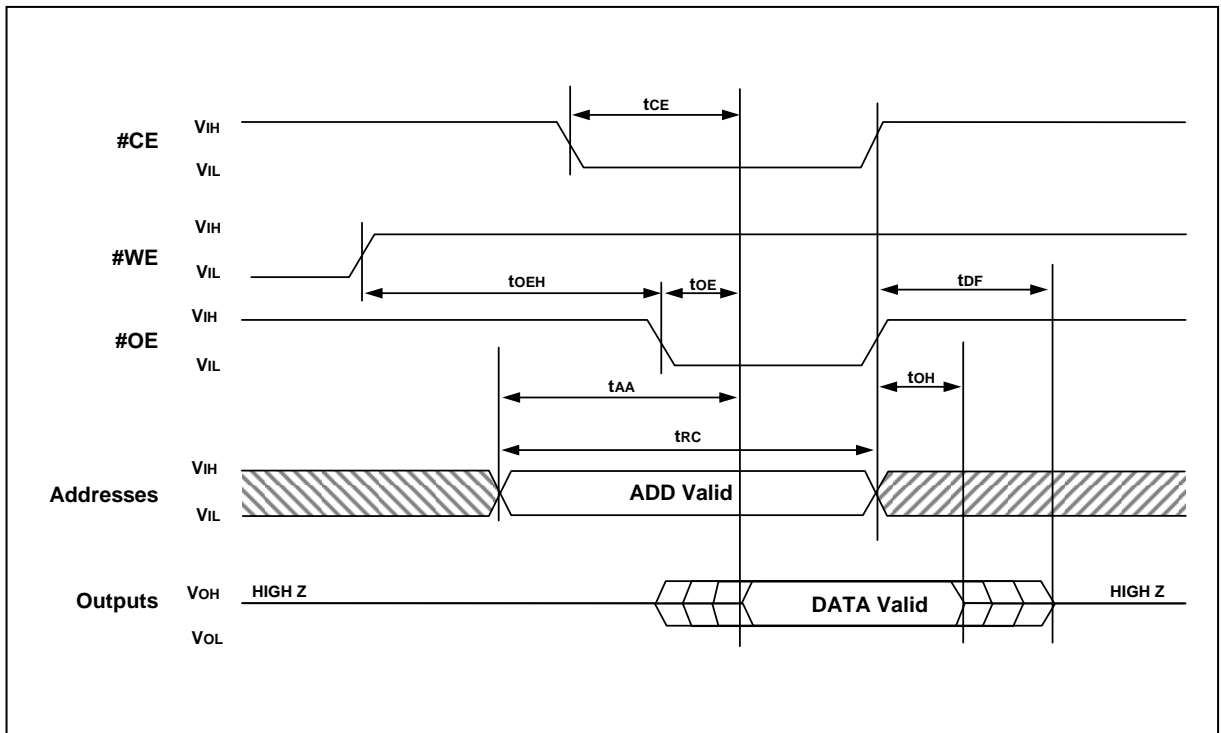 tCE
VIH
#CE
VIL
VIH
#WE
VIL
tOEH
tOE
tDF
VIH
#OE
VIL
tOH
tAA
tRC
VIH
Addresses
ADD Valid
VIL
VOH
HIGH Z
HIGH Z
Outputs
DATA Valid
VOL